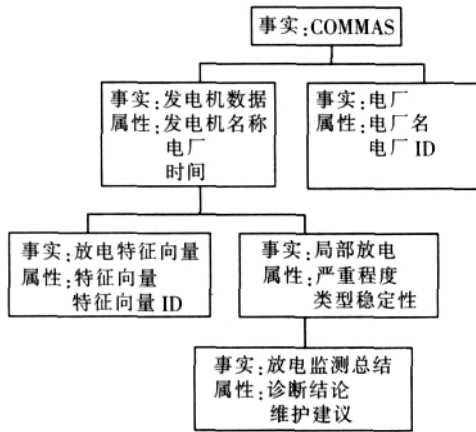 事实:COMMAS
事实:发电机数据
属性:发电机名称
电厂
时间
事实:电厂
属性:电厂名
电厂 ID
事实:放电特征向量
属性:特征向量
特征向量 ID
事实:局部放电
属性:严重程度
类型稳定性
事实:放电监测总结
属性:诊断结论
维护建议